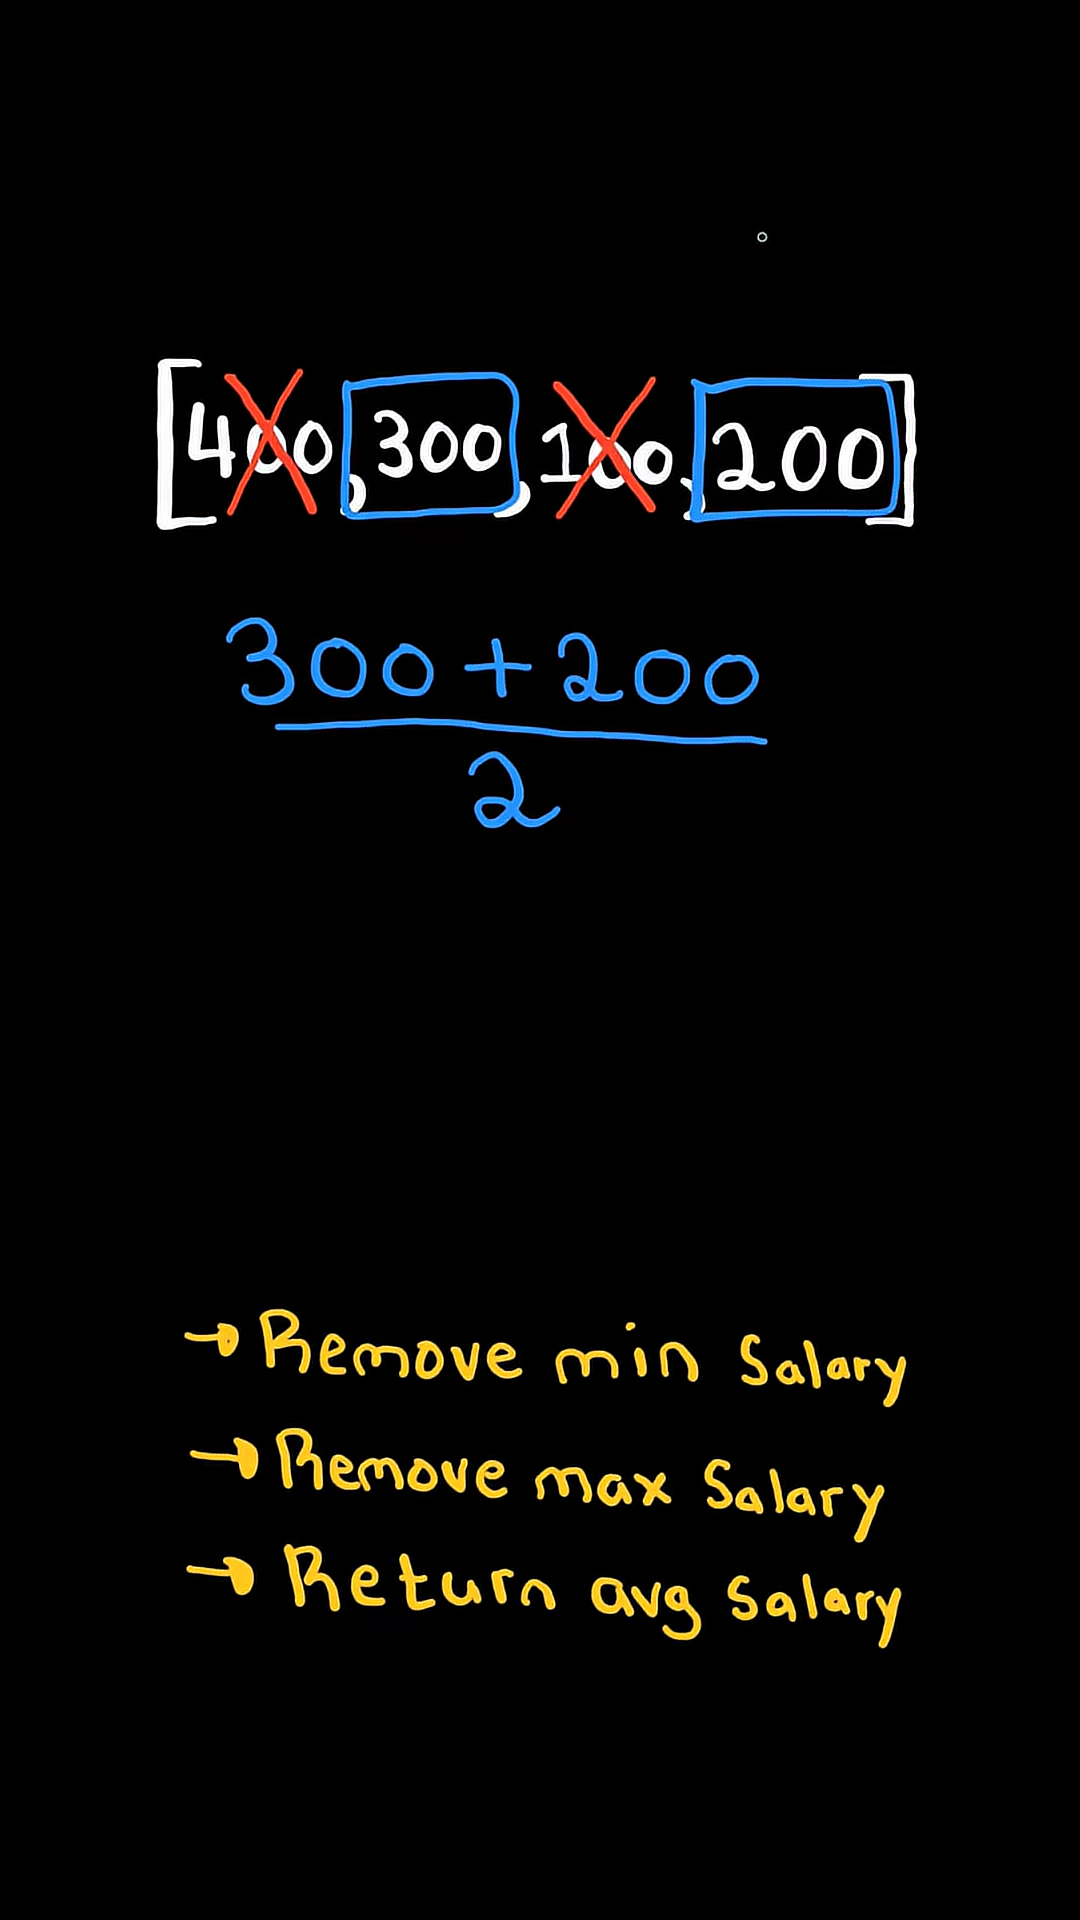 [400, 300, 100, 200]
300 + 200
2
→ Remove min Salary
→ Remove max Salary
→ Return avg Salary